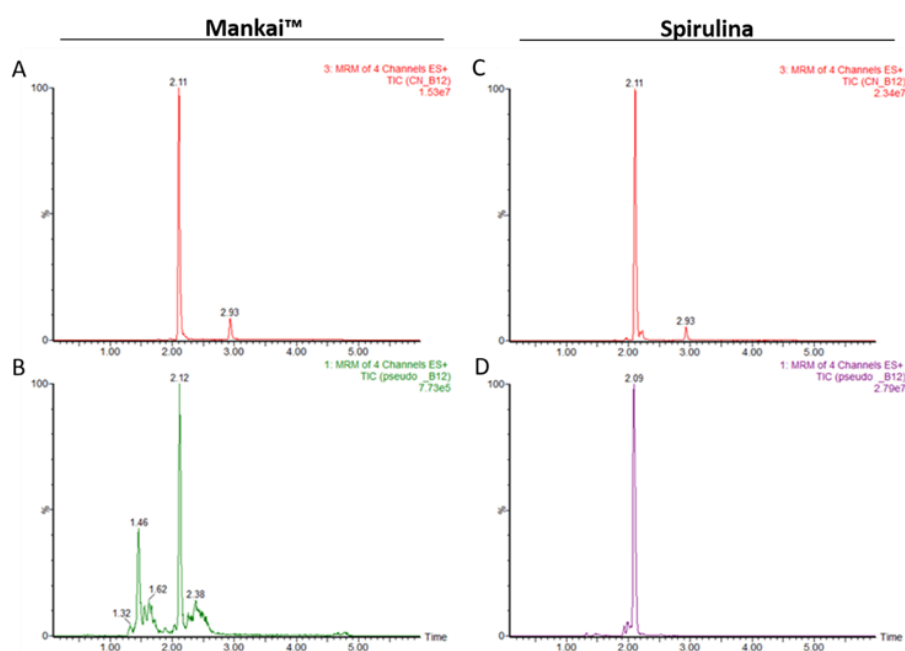 Mankai™
Spirulina
A
3: MRM of 4 Channels ES+
TIC (CN_B12)
1.53e7
100
%
0
2.11
2.93
1.00 2.00 3.00 4.00 5.00
C
3: MRM of 4 Channels ES+
TIC (CN_B12)
2.34e7
100
%
0
2.11
2.93
1.00 2.00 3.00 4.00 5.00
B
1: MRM of 4 Channels ES+
TIC (pseudo _B12)
7.73e5
100
%
0
2.12
1.46
1.32
1.62
2.38
Time
1.00 2.00 3.00 4.00 5.00
D
1: MRM of 4 Channels ES+
TIC (pseudo _B12)
2.79e7
100
%
0
2.09
Time
1.00 2.00 3.00 4.00 5.00